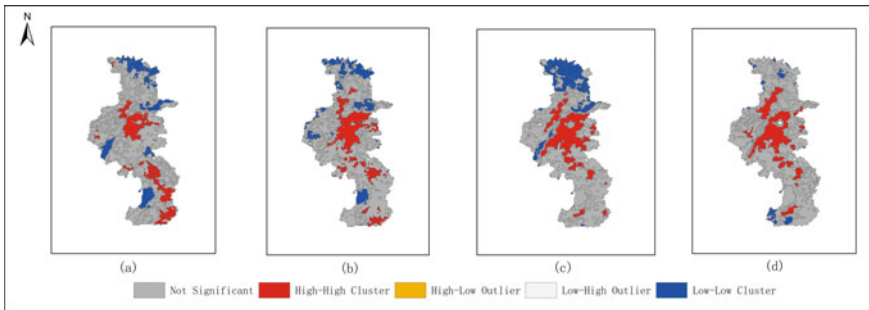 N
(a) (b) (c) (d)
Not Significant High-High Cluster High-Low Outlier Low-High Outlier Low-Low Cluster